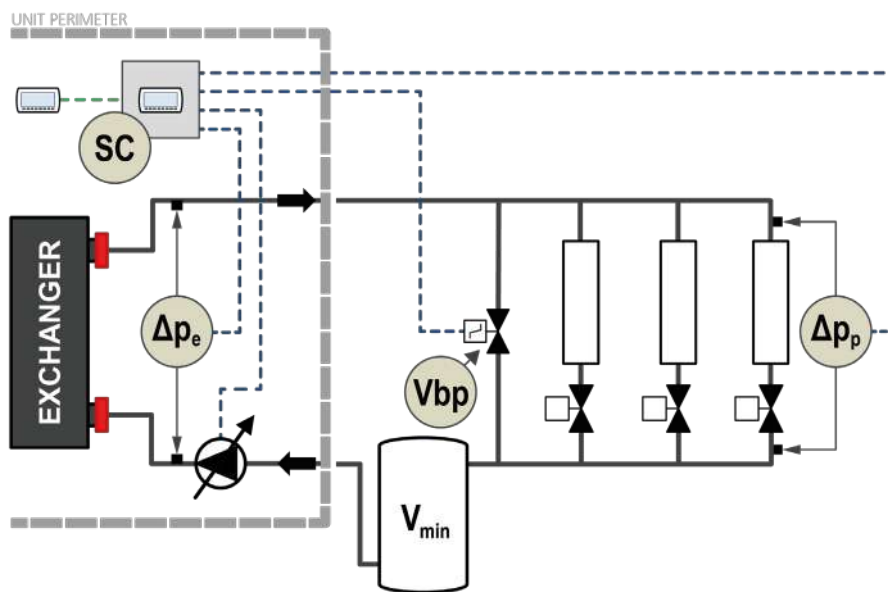 UNIT PERIMETER
SC
EXCHANGER
Δpe
Vbp
Δpp
Vmin